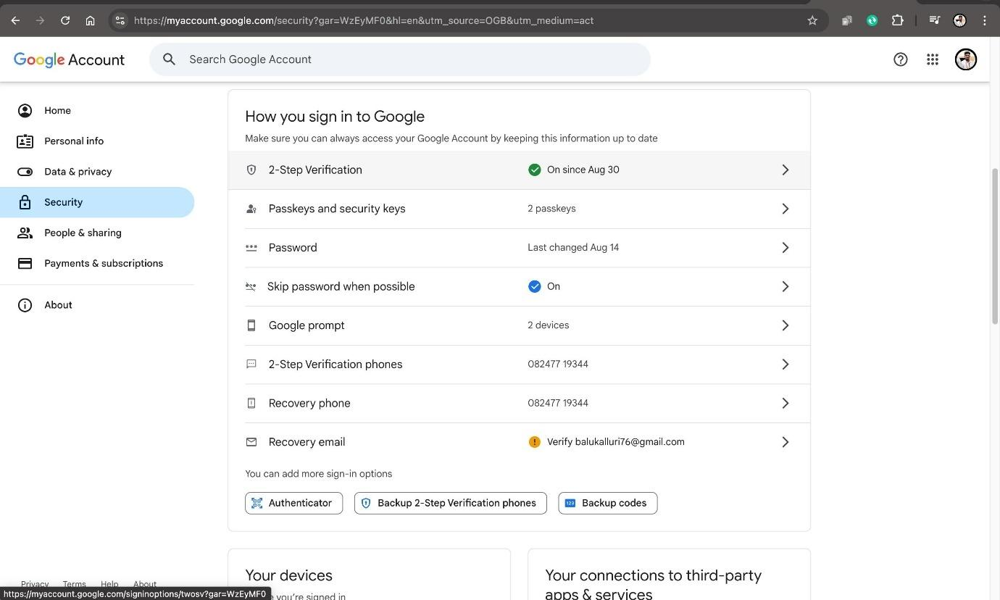 https://myaccount.google.com/security?gar=WzEyMF0&hl=en&utm_source=OGB&utm_medium=act
Google Account
Search Google Account
Home
Personal info
Data & privacy
Security
People & sharing
Payments & subscriptions
About
How you sign in to Google
Make sure you can always access your Google Account by keeping this information up to date
2-Step Verification On since Aug 30
Passkeys and security keys 2 passkeys
Password Last changed Aug 14
Skip password when possible On
Google prompt 2 devices
2-Step Verification phones 082477 19344
Recovery phone 082477 19344
Recovery email Verify balukalluri76@gmail.com
You can add more sign-in options
Authenticator Backup 2-Step Verification phones 123 Backup codes
Your devices
you're signed in
Your connections to third-party
apps & services
Privacy Terms Help About
https://myaccount.google.com/signinoptions/twosv?gar=WzEyMF0